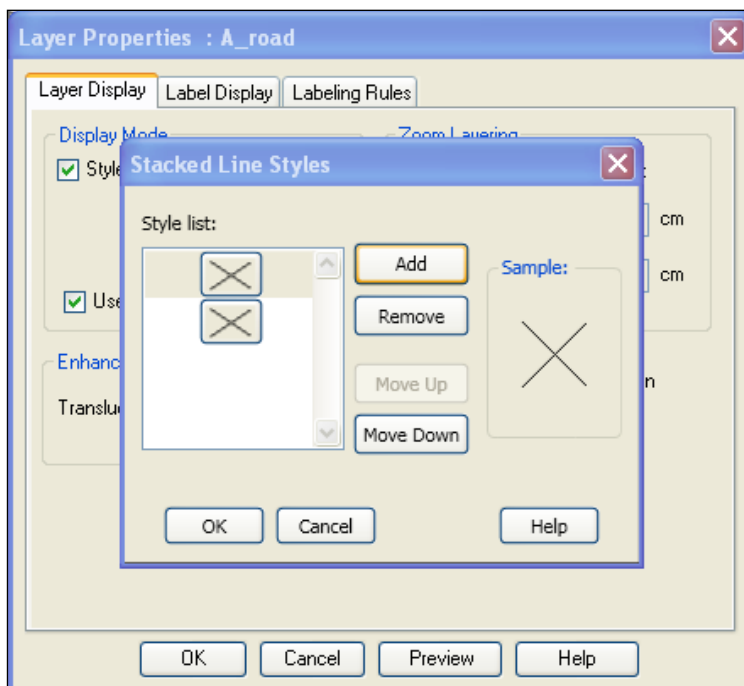 Layer Properties : A_road
Layer Display
Label Display
Labeling Rules
Display Mode
Zoom Layering
Style
Stacked Line Styles
Style list:
Add
Sample:
cm
Remove
cm
Use
Move Up
Enhanc
Translu
Move Down
OK
Cancel
Help
OK
Cancel
Preview
Help